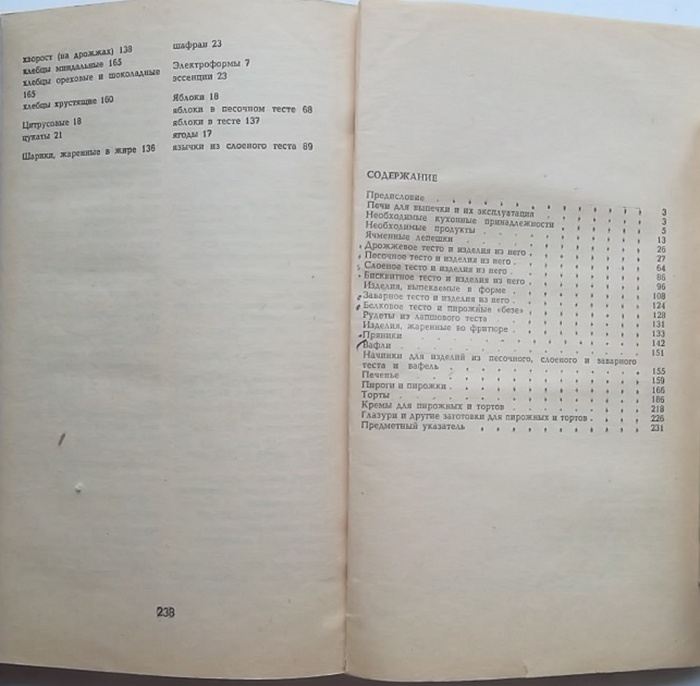 хворост (на дрожжах) 138
хлебцы миндальные 165
хлебцы ореховые и шоколадные
165
хлебцы хрустящие 160
Цитрусовые 18
цукаты 21
Шарики, жаренные в жире 136
шафран 23
Электроформы 7
эссенции 23
Яблоки 18
яблоки в песочном тесте 68
яблоки в тесте 137
ягоды 17
язычки из слоеного теста 89
238
СОДЕРЖАНИЕ
Предисловие 3
Печи для выпечки и их эксплуатация 3
Необходимые кухонные принадлежности 5
Необходимые продукты 13
Ячменные лепешки 26
Дрожжевое тесто и изделия из него 27
Песочное тесто и изделия из него 64
Слоеное тесто и изделия из него 86
Бисквитное тесто и изделия из него 96
Изделия, выпекаемые в форме 108
Заварное тесто и изделия из него 124
Белковое тесто и пирожные «безе» 128
Рулеты из лапшового теста 131
Изделия, жаренные во фритюре 133
Пряники 142
Вафли 151
Начинки для изделий из песочного, слоеного и заварного
теста и вафель 155
Печенье 159
Пироги и пирожки 166
Торты 186
Кремы для пирожных и тортов 218
Глазури и другие заготовки для пирожных и тортов 226
Предметный указатель 231